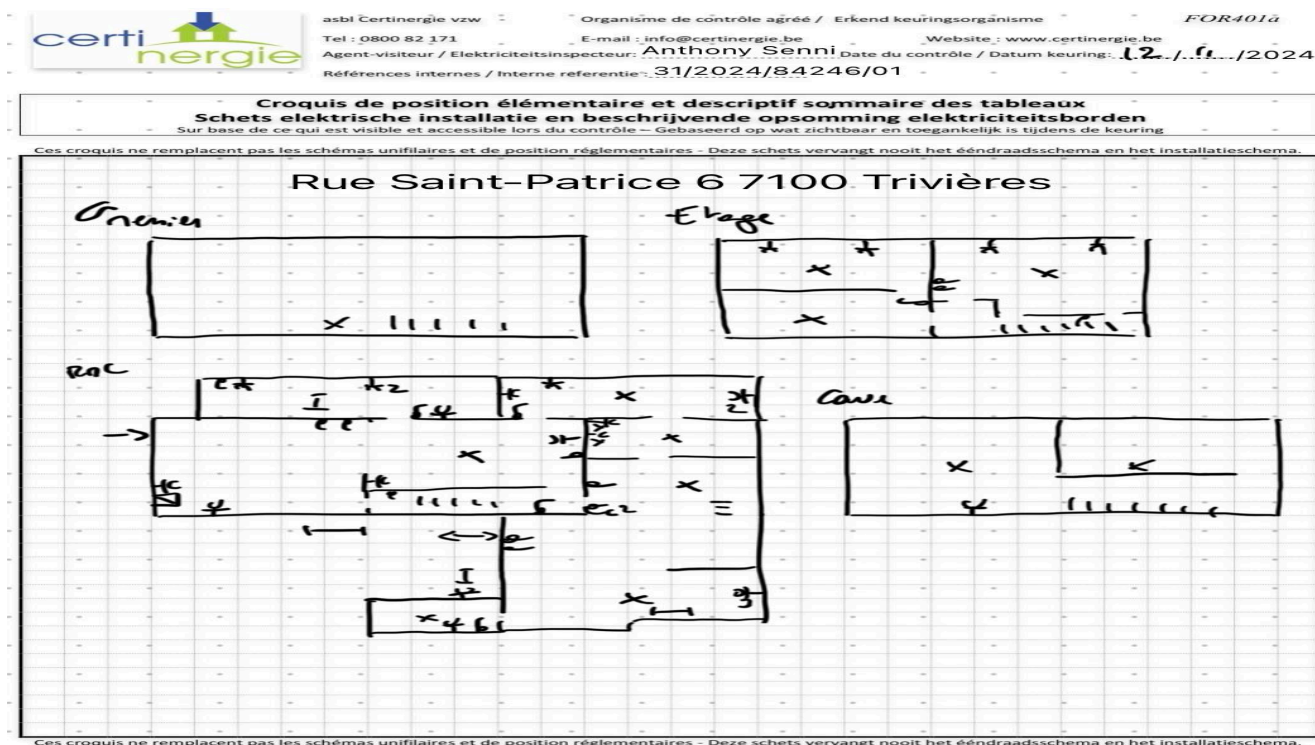 certinergie
asbl Certinergie vzw - Organisme de contrôle agréé / Erkend keuringsorganisme FOR401a
Tel : 0800 82 171 E-mail : info@certinergie.be Website : www.certinergie.be
Agent-visiteur / Elektriciteitsinspecteur: Anthony Senni Date du contrôle / Datum keuring: 12 / 11 /2024
Références internes / Interne referentie - 31/2024/84246/01
Croquis de position élémentaire et descriptif sommaire des tableaux
Schets elektrische installatie en beschrijvende opsomming elektriciteitsborden
Sur base de ce qui est visible et accessible lors du contrôle – Gebaseerd op wat zichtbaar en toegankelijk is tijdens de keuring
Ces croquis ne remplacent pas les schémas unifilaires et de position réglementaires - Deze schets vervangt nooit het ééndraadsschema en het installatieschema.
Rue Saint-Patrice 6 7100 Trivières
Grenier Etage
RDC
Cave
Ces croquis ne remplacent pas les schémas unifilaires et de position réglementaires - Deze schets vervangt nooit het ééndraadsschema en het installatieschema.